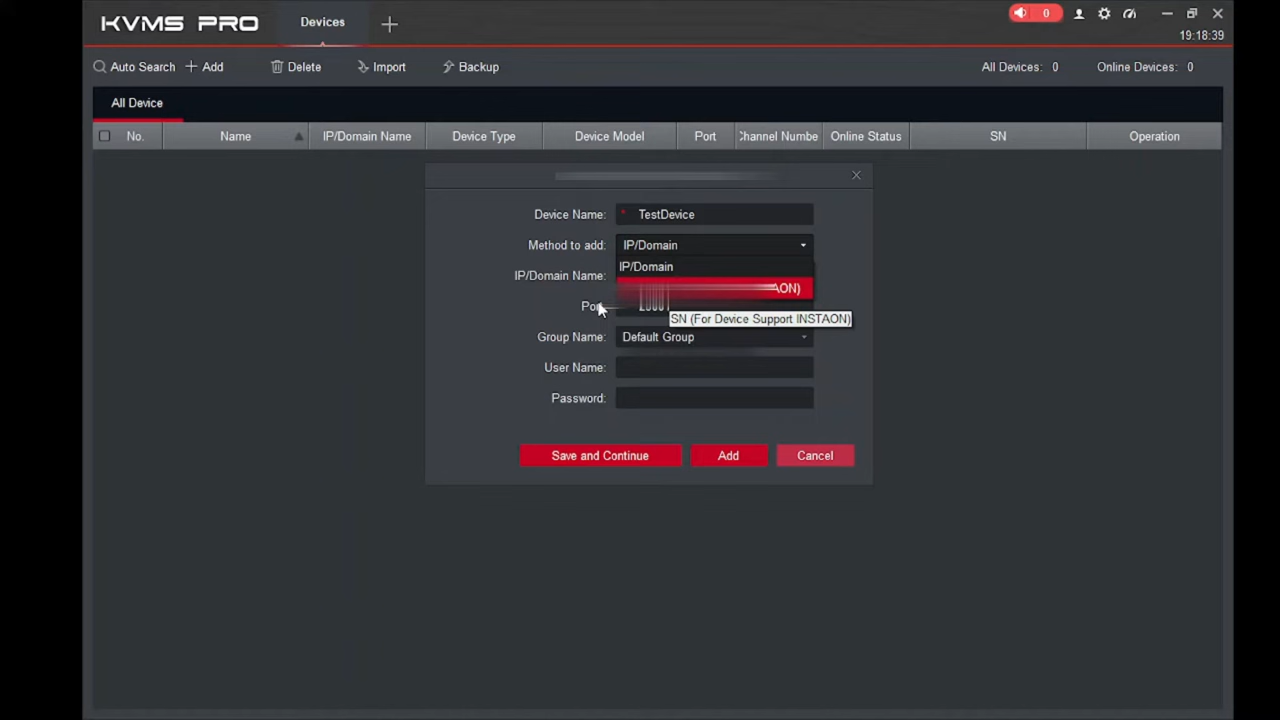 KVMS PRO Devices 0
19:18:39
Auto Search Add Delete Import Backup All Devices: 0 Online Devices: 0
All Device
No. Name IP/Domain Name Device Type Device Model Port Channel Numbe Online Status SN Operation
Device Name: * TestDevice
Method to add: IP/Domain
IP/Domain
IP/Domain Name:
AON)
SN (For Device Support INSTAON)
Group Name: Default Group
User Name:
Password:
Save and Continue Add Cancel